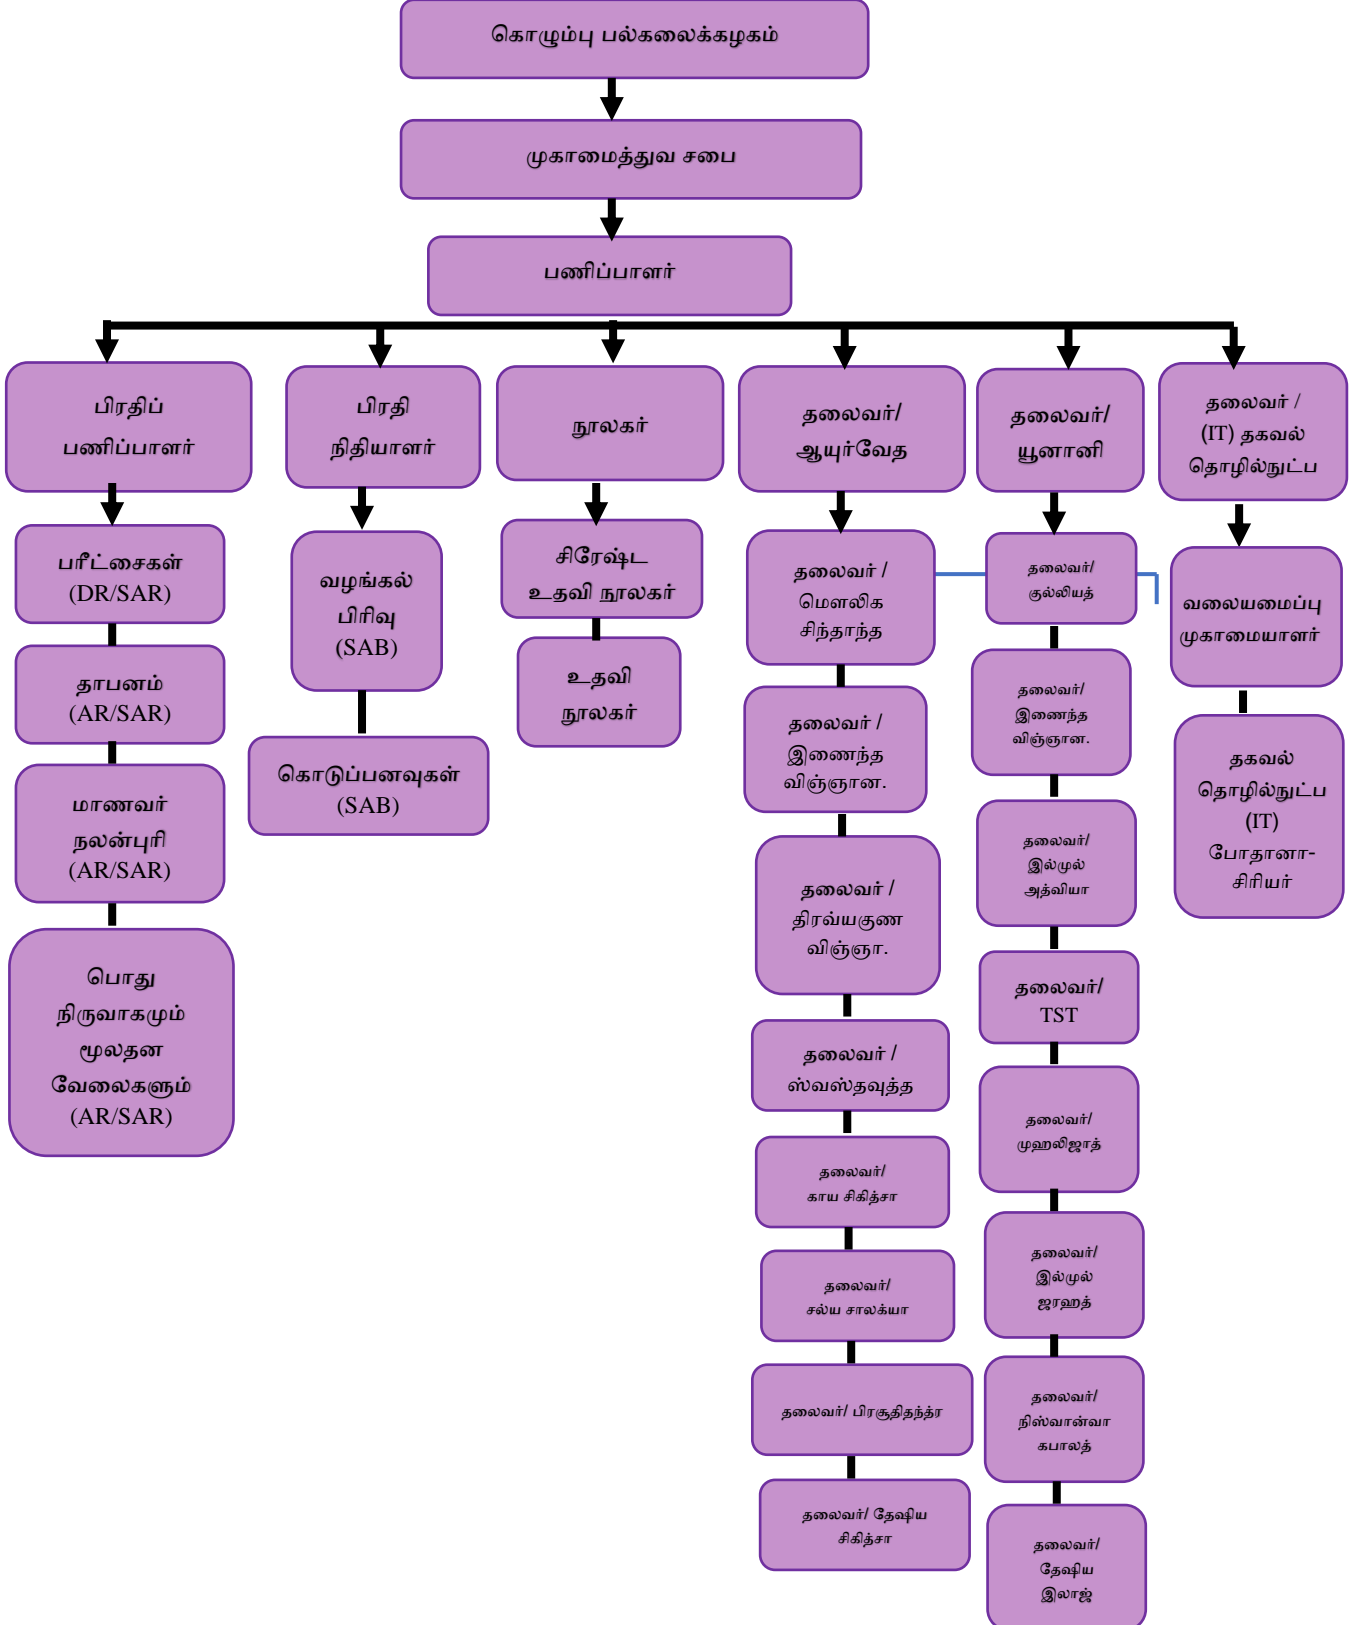 கொழும்பு பல்கலைக்கழகம்
முகாமைத்துவ சபை
பணிப்பாளர்
பிரதிப்
பணிப்பாளர்
பரீட்சைகள்
(DR/SAR)
தாபனம்
(AR/SAR)
மாணவர்
நலன்புரி
(AR/SAR)
பொது
நிருவாகமும்
மூலதன
வேலைகளும்
(AR/SAR)
பிரதி
நிதியாளர்
வழங்கல்
பிரிவு
(SAB)
கொடுப்பனவுகள்
(SAB)
நூலகர்
சிரேஷ்ட
உதவி நூலகர்
உதவி
நூலகர்
தலைவர்/
ஆயுர்வேத
தலைவர் /
மௌலிக
சிந்தாந்த
தலைவர் /
இணைந்த
விஞ்ஞான.
தலைவர் /
திரவ்யகுண
விஞ்ஞா.
தலைவர் /
ஸ்வஸ்தவுத்த
தலைவர்/
காய சிகித்சா
தலைவர்/
சல்ய சாலக்யா
தலைவர்/ பிரசூதிதந்த்ர
தலைவர்/ தேஷிய
சிகித்சா
தலைவர்/
யூனானி
தலைவர்/
குல்லியத்
தலைவர்/
இணைந்த
விஞ்ஞான.
தலைவர்/
இல்முல்
அத்வியா
தலைவர்/
TST
தலைவர்/
முஹலிஜாத்
தலைவர்/
இல்முல்
ஜரஹத்
தலைவர்/
நிஸ்வான்வா
கபாலத்
தலைவர்/
தேஷிய
இலாஜ்
தலைவர் /
(IT) தகவல்
தொழில்நுட்ப
வலையமைப்பு
முகாமையாளர்
தகவல்
தொழில்நுட்ப
(IT)
போதானா-
சிரியர்